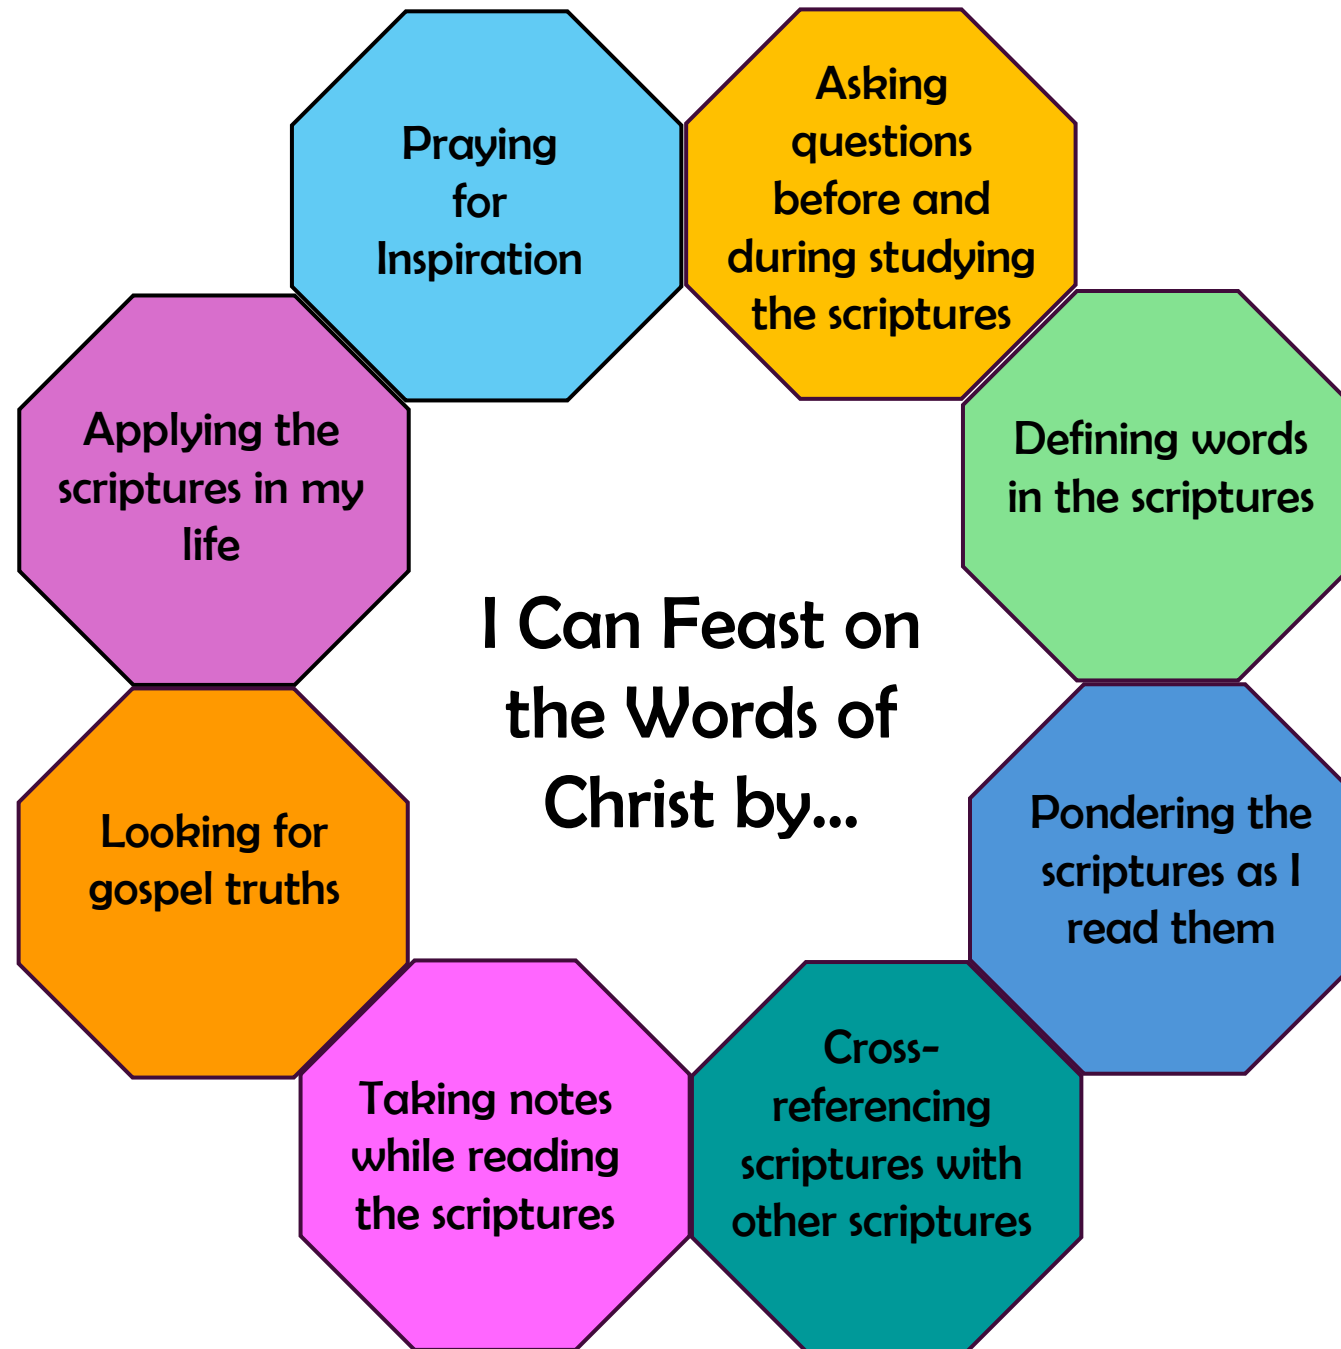 Praying
for
Inspiration
Asking
questions
before and
during studying
the scriptures
Defining words
in the scriptures
Pondering the
scriptures as I
read them
Cross-
referencing
scriptures with
other scriptures
Taking notes
while reading
the scriptures
Looking for
gospel truths
Applying the
scriptures in my
life
I Can Feast on
the Words of
Christ by...